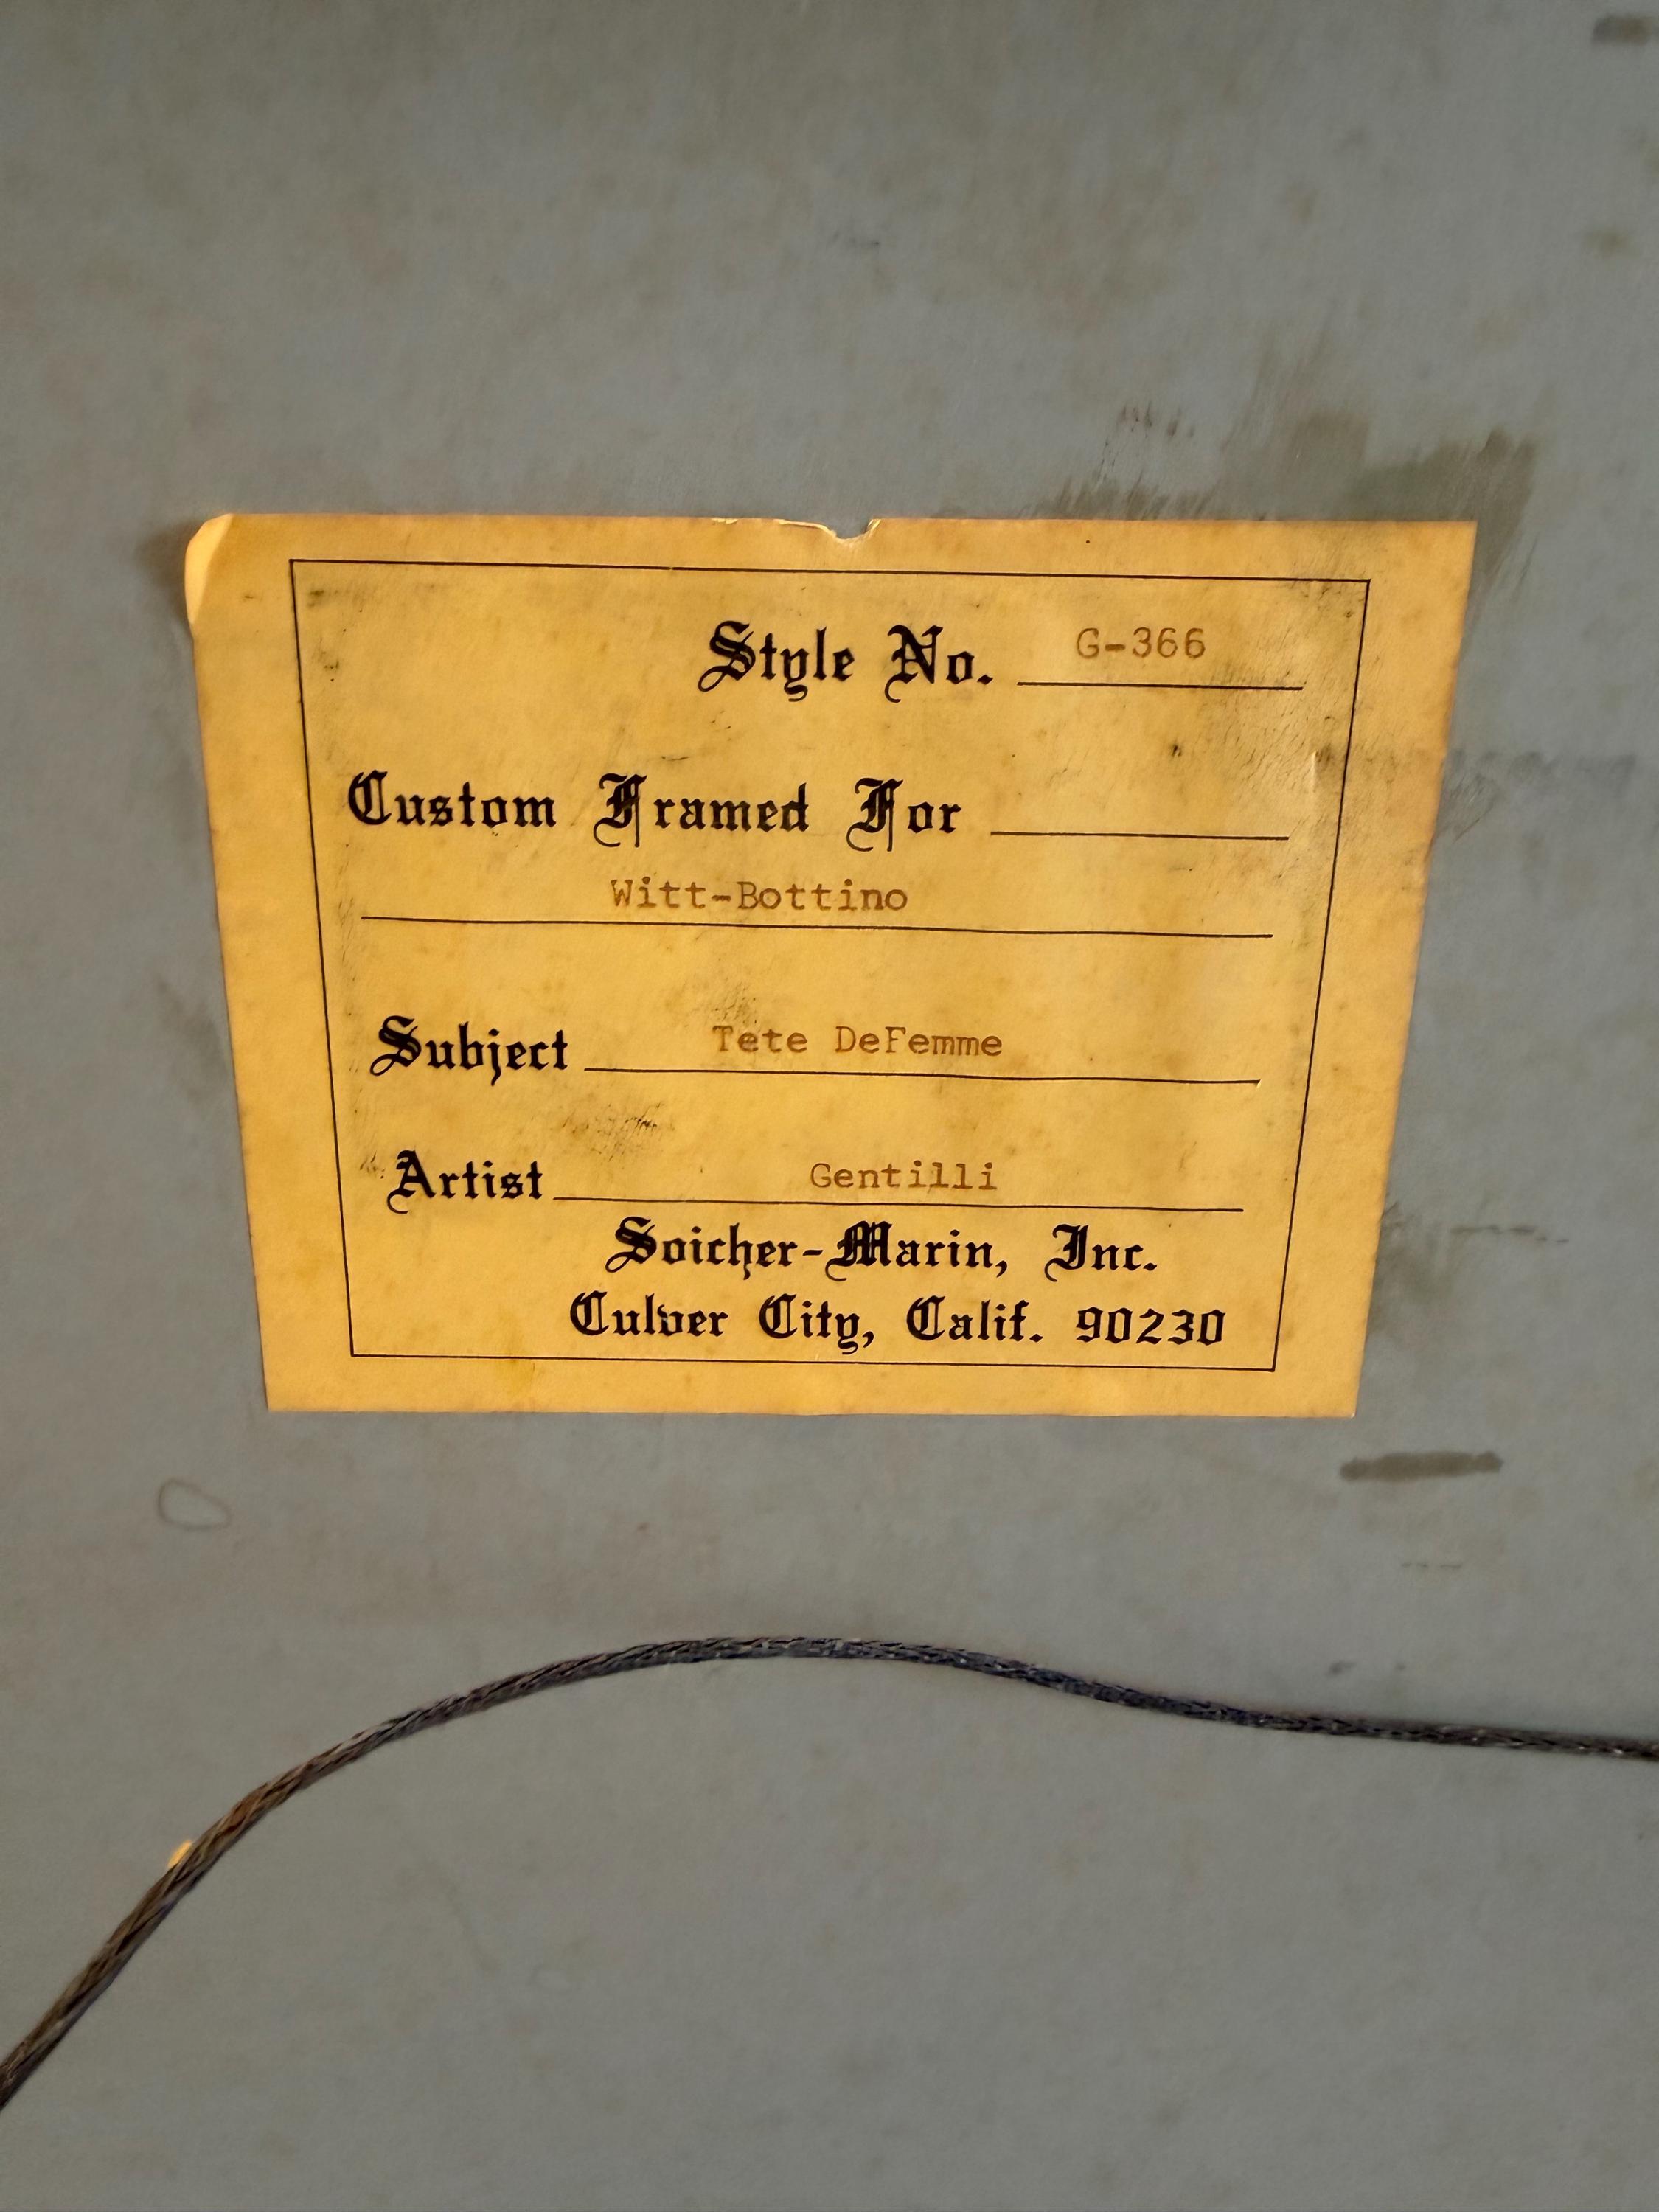 Style No. G-366
Custom Framed For
Witt-Bottino
Subject Tete DeFemme
Artist Gentilli
Soicher-Marin, Inc.
Culver City, Calif. 90230